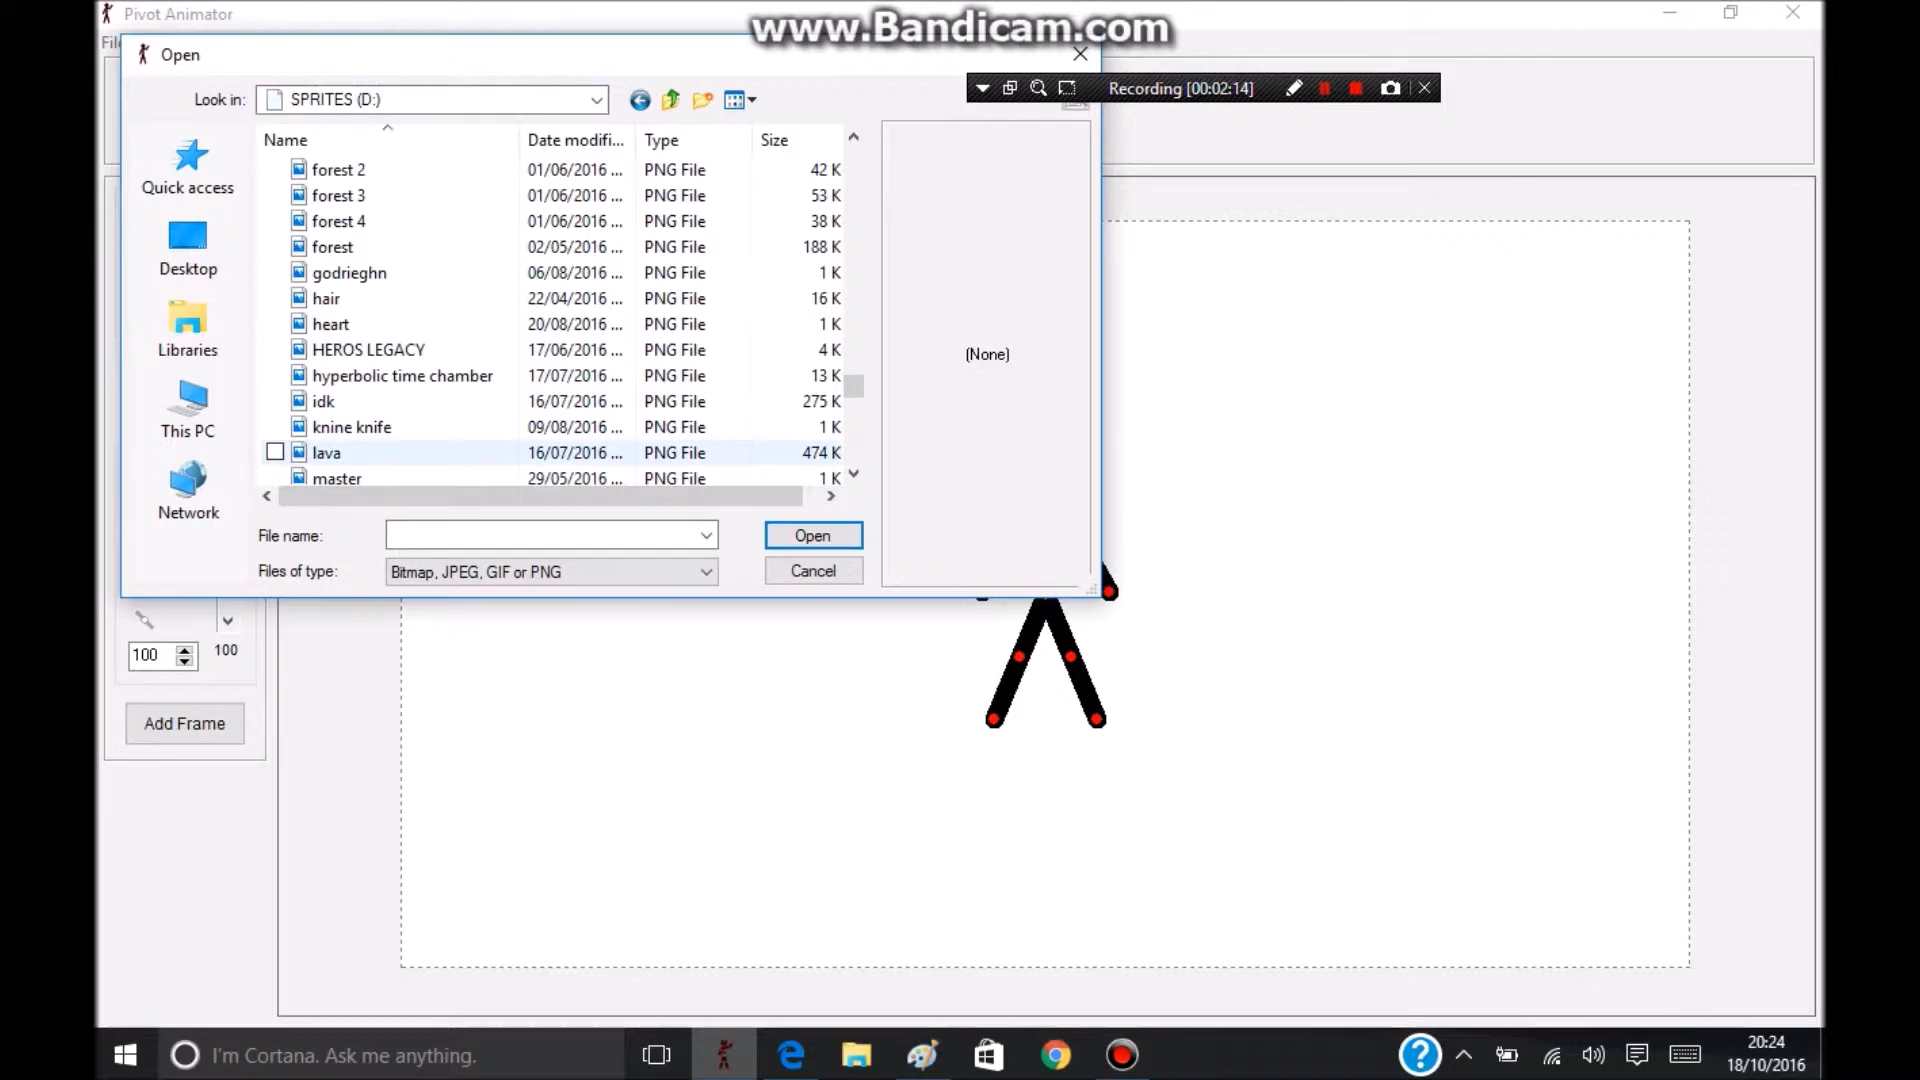 Pivot Animator
www.Bandicam.com
Fil
Open
Look in: SPRITES (D:)
Recording [00:02:14]
Name Date modifi... Type Size
forest 2 01/06/2016 ... PNG File 42 K
forest 3 01/06/2016 ... PNG File 53 K
forest 4 01/06/2016 ... PNG File 38 K
forest 02/05/2016 ... PNG File 188 K
godrieghn 06/08/2016 ... PNG File 1 K
hair 22/04/2016 ... PNG File 16 K
heart 20/08/2016 ... PNG File 1 K
HEROS LEGACY 17/06/2016 ... PNG File 4 K
hyperbolic time chamber 17/07/2016 ... PNG File 13 K
idk 16/07/2016 ... PNG File 275 K
knine knife 09/08/2016 ... PNG File 1 K
lava 16/07/2016 ... PNG File 474 K
master 29/05/2016 ... PNG File 1 K
Quick access
Desktop
Libraries
This PC
Network
(None)
File name: Open
Files of type: Bitmap, JPEG, GIF or PNG Cancel
100 100
Add Frame
I'm Cortana. Ask me anything.
20:24
18/10/2016